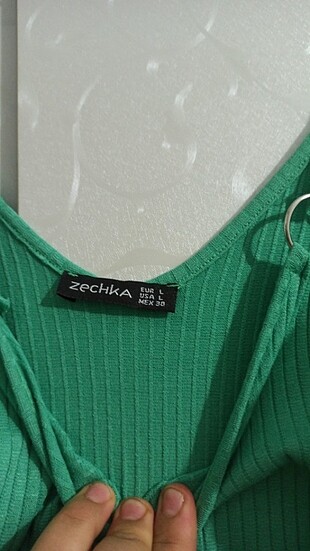 zechka
EUR L
USA L
MEX 30